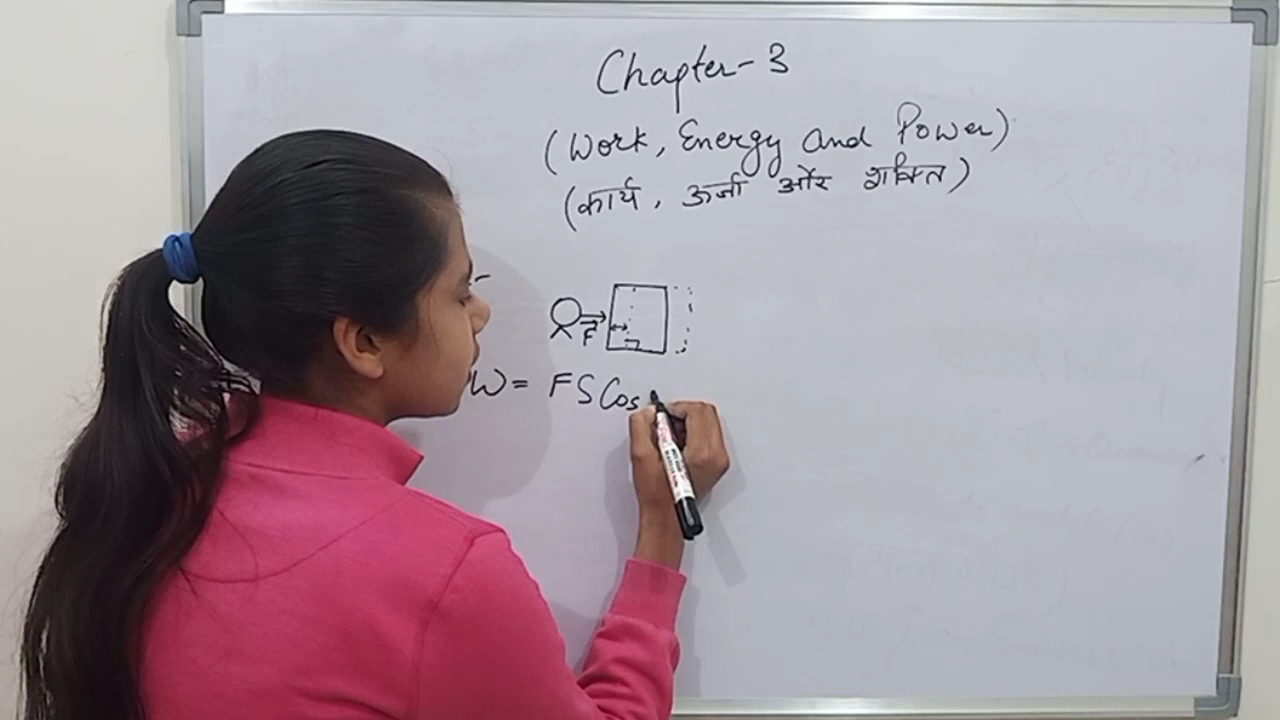 Chapter-3
(Work, Energy and Power)
(कार्य, ऊर्जा और शक्ति)
F
W= FS Cos